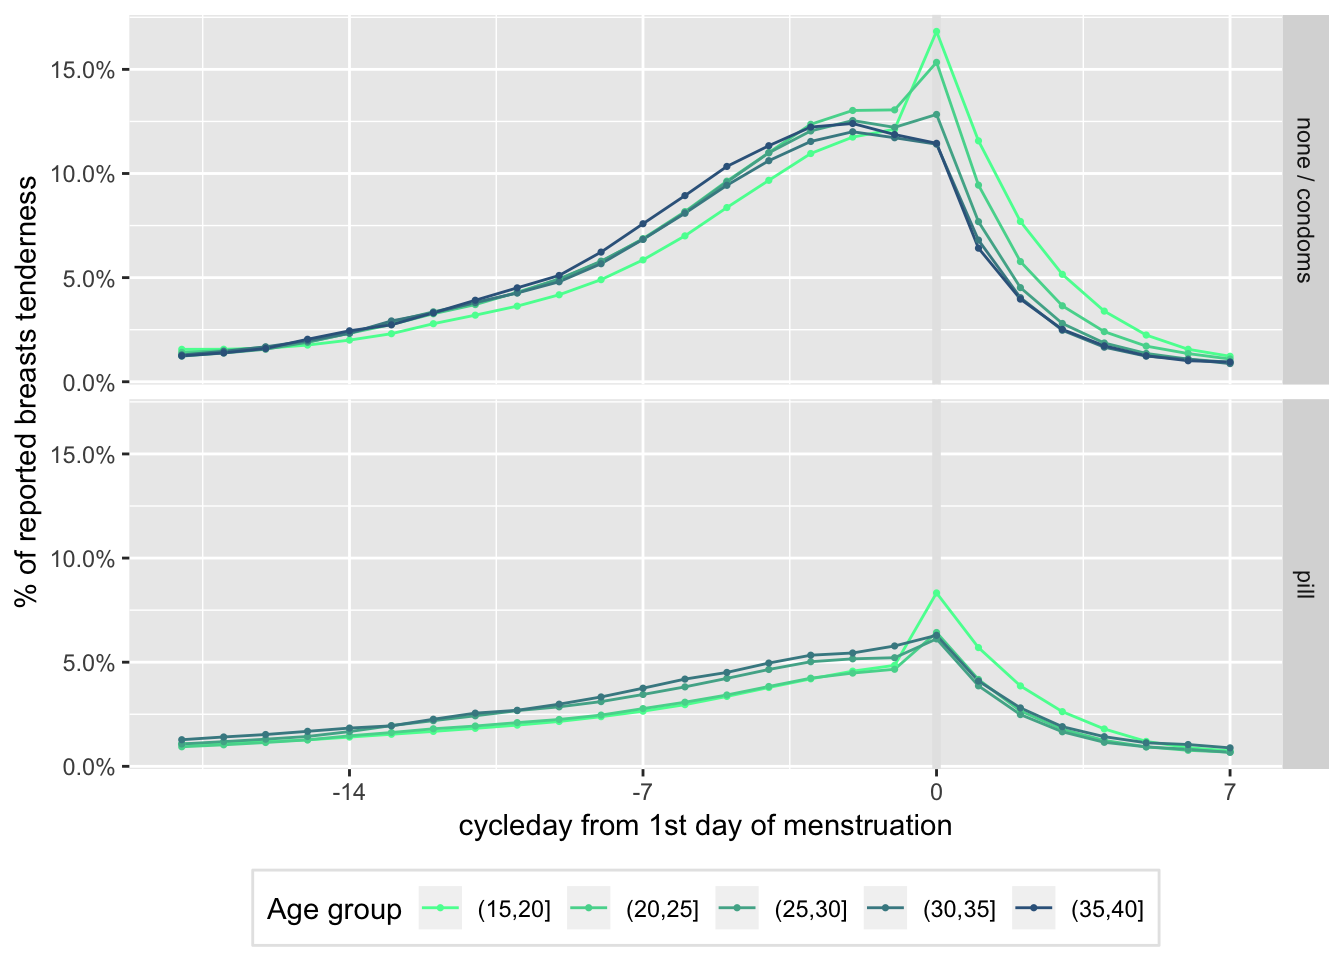 % of reported breasts tenderness
15.0%
10.0%
5.0%
0.0%
none / condoms
15.0%
10.0%
5.0%
0.0%
pill
-14 -7 0 7
cycleday from 1st day of menstruation
Age group (15,20] (20,25] (25,30] (30,35] (35,40]